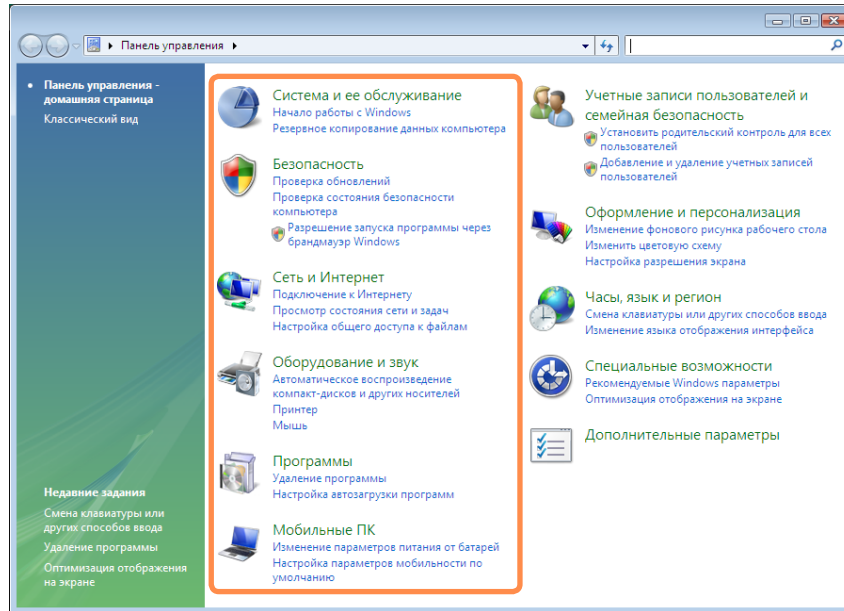 Панель управления
Панель управления -
домашняя страница
Классический вид
Система и ее обслуживание
Начало работы с Windows
Резервное копирование данных компьютера
Безопасность
Проверка обновлений
Проверка состояния безопасности
компьютера
Разрешение запуска программы через
брандмауэр Windows
Сеть и Интернет
Подключение к Интернету
Просмотр состояния сети и задач
Настройка общего доступа к файлам
Оборудование и звук
Автоматическое воспроизведение
компакт-дисков и других носителей
Принтер
Мышь
Программы
Удаление программы
Настройка автозагрузки программ
Мобильные ПК
Изменение параметров питания от батарей
Настройка параметров мобильности по
умолчанию
Учетные записи пользователей и
семейная безопасность
Установить родительский контроль для всех
пользователей
Добавление и удаление учетных записей
пользователей
Оформление и персонализация
Изменение фонового рисунка рабочего стола
Изменить цветовую схему
Настройка разрешения экрана
Часы, язык и регион
Смена клавиатуры или других способов ввода
Изменение языка отображения интерфейса
Специальные возможности
Рекомендуемые Windows параметры
Оптимизация отображения на экране
Дополнительные параметры
Недавние задания
Смена клавиатуры или
других способов ввода
Удаление программы
Оптимизация отображения
на экране